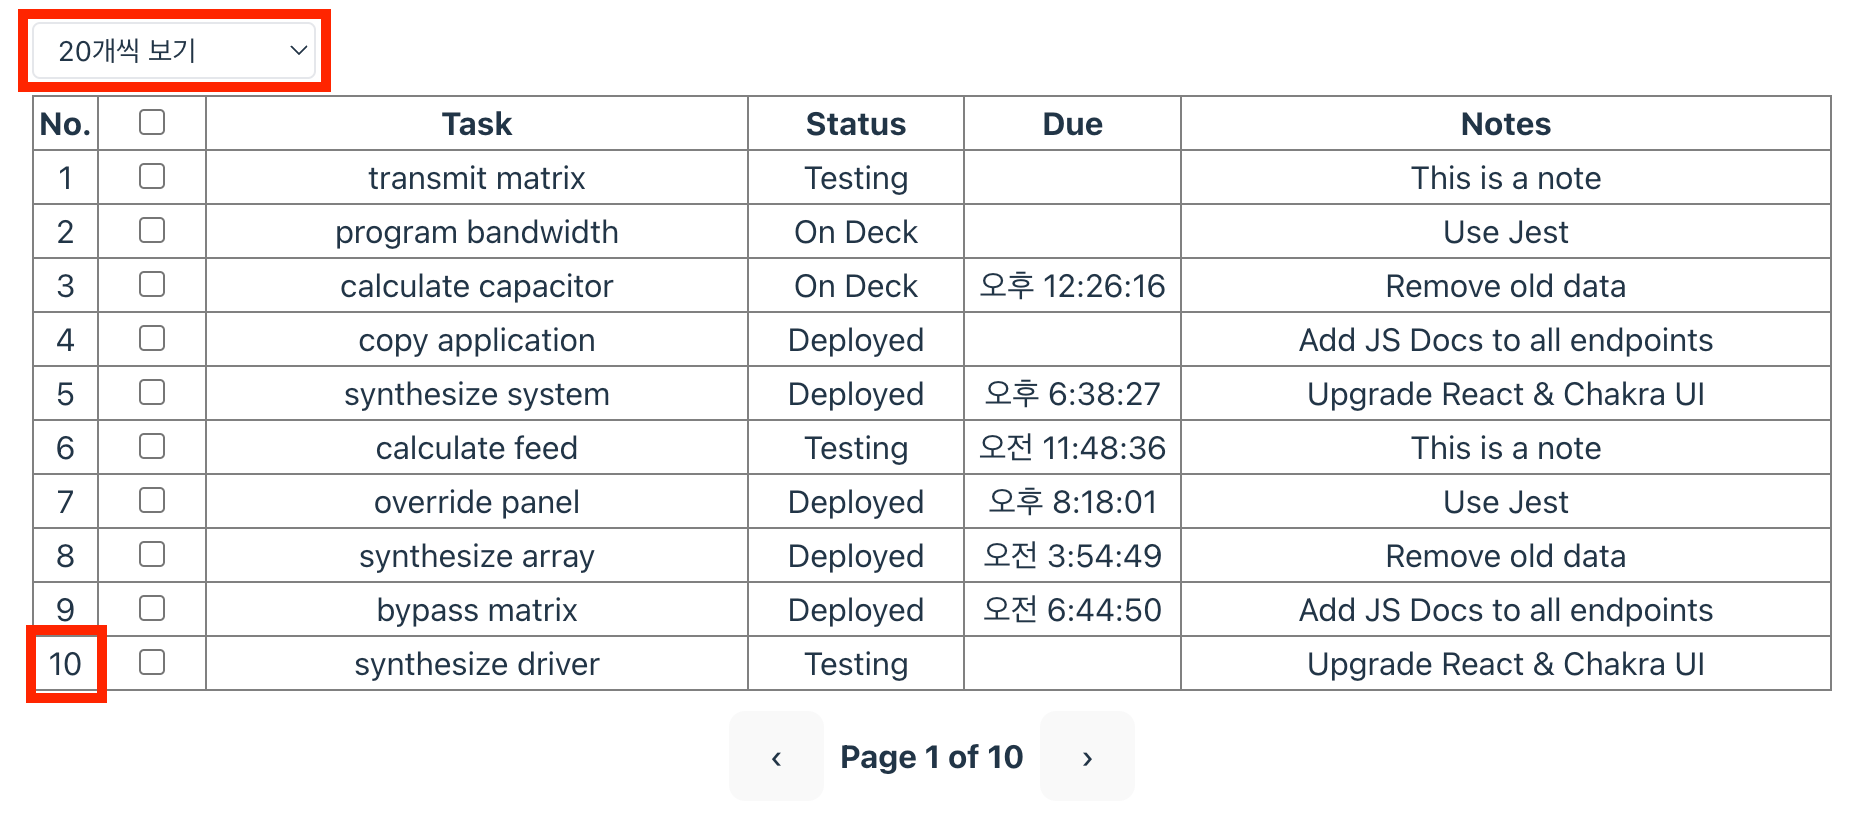 20개씩 보기
No. Task Status Due Notes
1 transmit matrix Testing This is a note
2 program bandwidth On Deck Use Jest
3 calculate capacitor On Deck 오후 12:26:16 Remove old data
4 copy application Deployed Add JS Docs to all endpoints
5 synthesize system Deployed 오후 6:38:27 Upgrade React & Chakra UI
6 calculate feed Testing 오전 11:48:36 This is a note
7 override panel Deployed 오후 8:18:01 Use Jest
8 synthesize array Deployed 오전 3:54:49 Remove old data
9 bypass matrix Deployed 오전 6:44:50 Add JS Docs to all endpoints
10 synthesize driver Testing Upgrade React & Chakra UI
‹ Page 1 of 10 ›